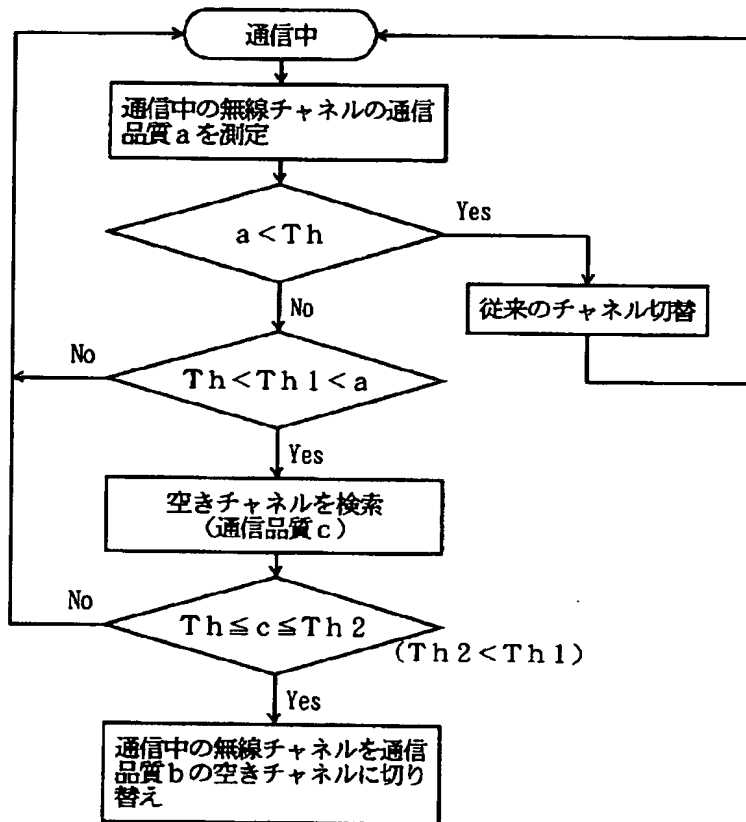 通信中
通信中の無線チャネルの通信
品質aを測定
a<Th
Yes
No
従来のチャネル切替
No
Th<Th1<a
Yes
空きチャネルを検索
(通信品質c)
No
Th≦c≦Th2
(Th2<Th1)
Yes
通信中の無線チャネルを通信
品質bの空きチャネルに切り
替え